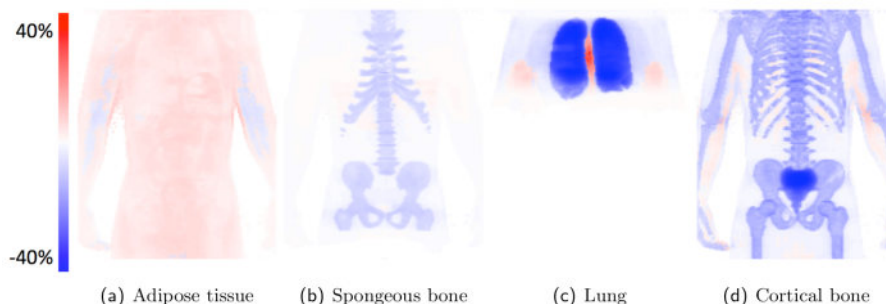 40%
-40%
(a) Adipose tissue
(b) Spongeous bone
(c) Lung
(d) Cortical bone